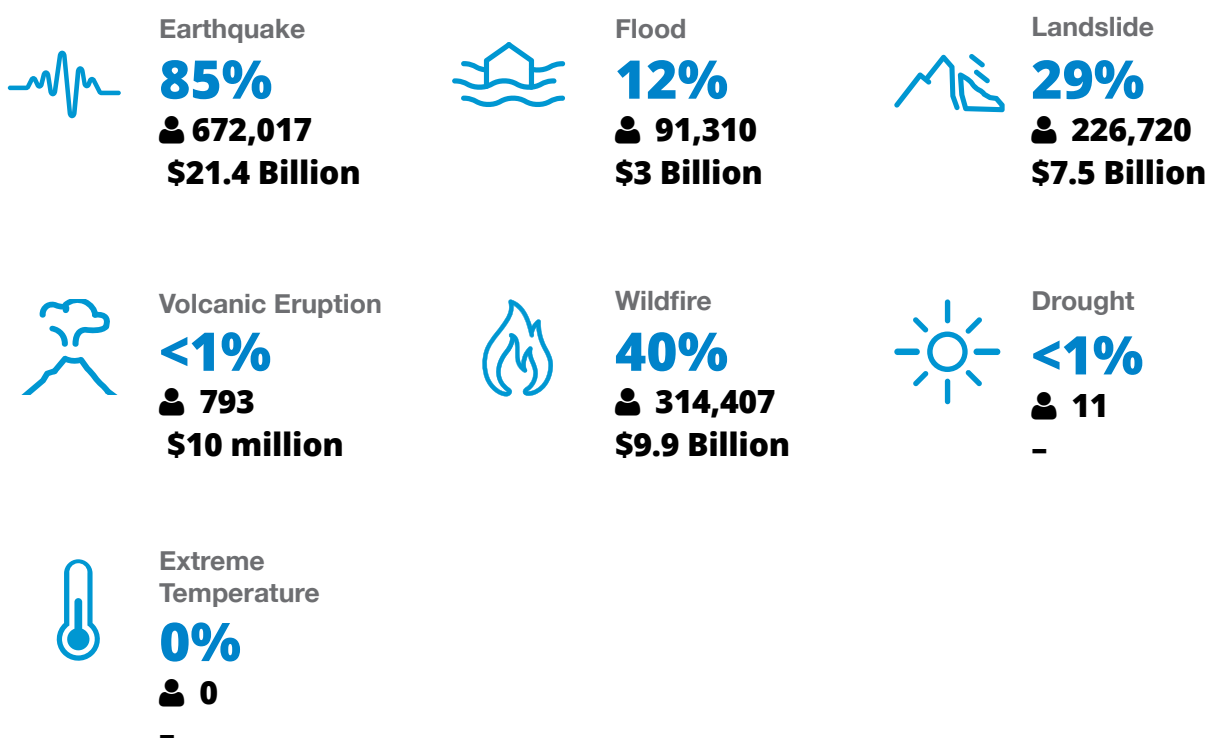 Earthquake
85%
672,017
$21.4 Billion
Flood
12%
91,310
$3 Billion
Landslide
29%
226,720
$7.5 Billion
Volcanic Eruption
<1%
793
$10 million
Wildfire
40%
314,407
$9.9 Billion
Drought
<1%
11
–
Extreme
Temperature
0%
0
–